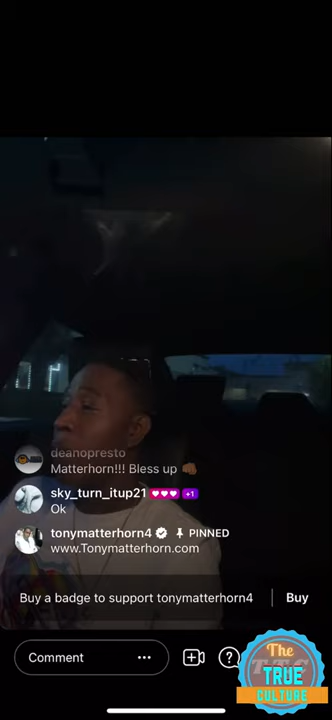 deanopresto
Matterhorn!!! Bless up 👊🏾
sky_turn_itup21 +1
Ok
tonymatterhorn4 PINNED
www.Tonymatterhorn.com
Buy a badge to support tonymatterhorn4 Buy
Comment
The
TRUE
CULTURE